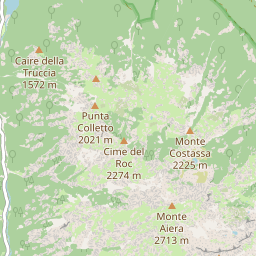 Caire della
Truccia
1572 m
Punta
Colletto
2021 m
Cime del
Roc
2274 m
Monte
Costassa
2225 m
Monte
Aiera
2713 m